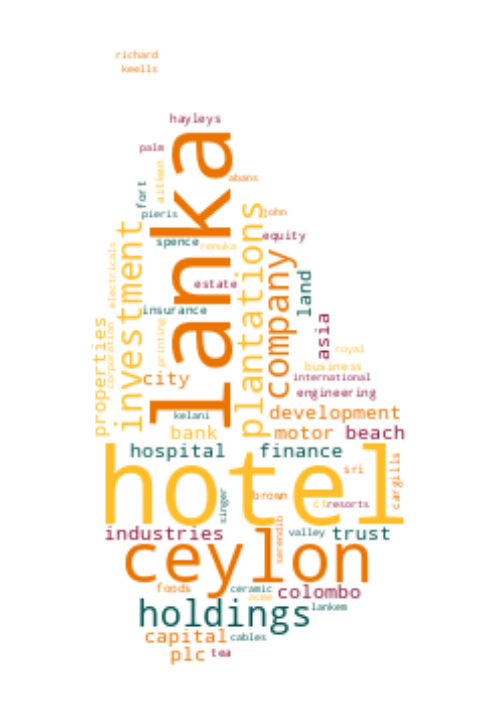 richard
keells
hayleys
palm
lanka
aitken
abans
fort
pieris
john
plantations
investment
spence
renuka
equity
electricals
company
land
estate
insurance
asia
properties
corporation
printing
royal
business
city
international
engineering
kelani
development
bank
motor
beach
hospital
finance
hotel
sri
cargills
singer
brown
cl
resorts
industries
serendib
valley
trust
ceylon
foods
ceramic
acme
colombo
holdings
lankem
capital
cables
plc
tea